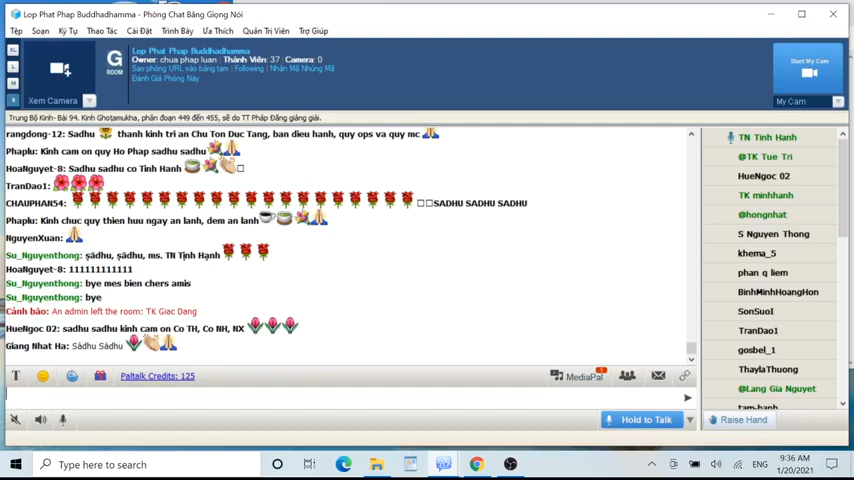 Lop Phat Phap Buddhadhamma - Phòng Chat Bằng Giọng Nói
Tệp Soạn Ký Tự Thao Tác Cài Đặt Trình Bày Ưa Thích Quản Trị Viên Trợ Giúp
XL
L
M
S
Xem Camera
G
ROOM
Lop Phat Phap Buddhadhamma
Owner: chua phap luan Thành Viên: 37 Camera: 0
Sao phòng URL vào bảng tạm | Following | Nhận Mã Nhúng Mã
Đánh Giá Phòng Này
Start My Cam
My Cam
Trung Bộ Kinh- Bài 94. Kinh Ghotamukha, phân đoạn 449 đến 455, sẽ do TT Pháp Đăng giảng giải.
rangdong-12: Sadhu thanh kinh tri an Chu Ton Duc Tang, ban dieu hanh, quy ops va quy mc
Phaplu: Kinh cam on quy Ho Phap sadhu sadhu
HoaNguyet-8: Sadhu sadhu co Tinh Hanh
TranDao1:
CHAUPHAN54: SADHU SADHU SADHU
Phaplu: Kinh chuc quy thien huu ngay an lanh, dem an lanh
NguyenXuan:
Su_Nguyenthong: sādhu, sādhu, ms. TN Tịnh Hạnh
HoaNguyet-8: 111111111111
Su_Nguyenthong: bye mes bien chers amis
Su_Nguyenthong: bye
Cảnh báo: An admin left the room: TK Giac Dang
HueNgoc 02: sadhu sadhu kinh cam on Co TH, Co NH, NX
Giang Nhat Ha: Sādhu Sādhu
TN Tinh Hanh
@TK Tue Tri
HueNgoc 02
TK minhhanh
@hongnhat
S Nguyen Thong
khema_5
phan q liem
BinhMinhHoangHon
SonSuoI
TranDao1
gosbel_1
ThaylaThuong
@Lang Gia Nguyet
tam-hanh
T Paltalk Credits: 125 MediaPal 1
Hold to Talk Raise Hand
Type here to search
ENG
9:36 AM
1/20/2021